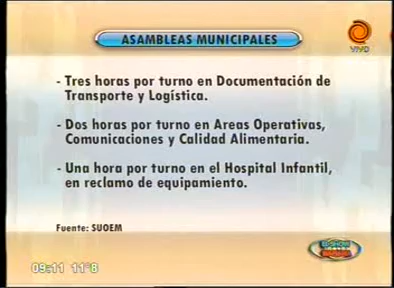 ASAMBLEAS MUNICIPALES
VIVO
- Tres horas por turno en Documentación de
Transporte y Logística.
- Dos horas por turno en Areas Operativas,
Comunicaciones y Calidad Alimentaria.
- Una hora por turno en el Hospital Infantil,
en reclamo de equipamiento.
Fuente: SUOEM
09:11 11°8